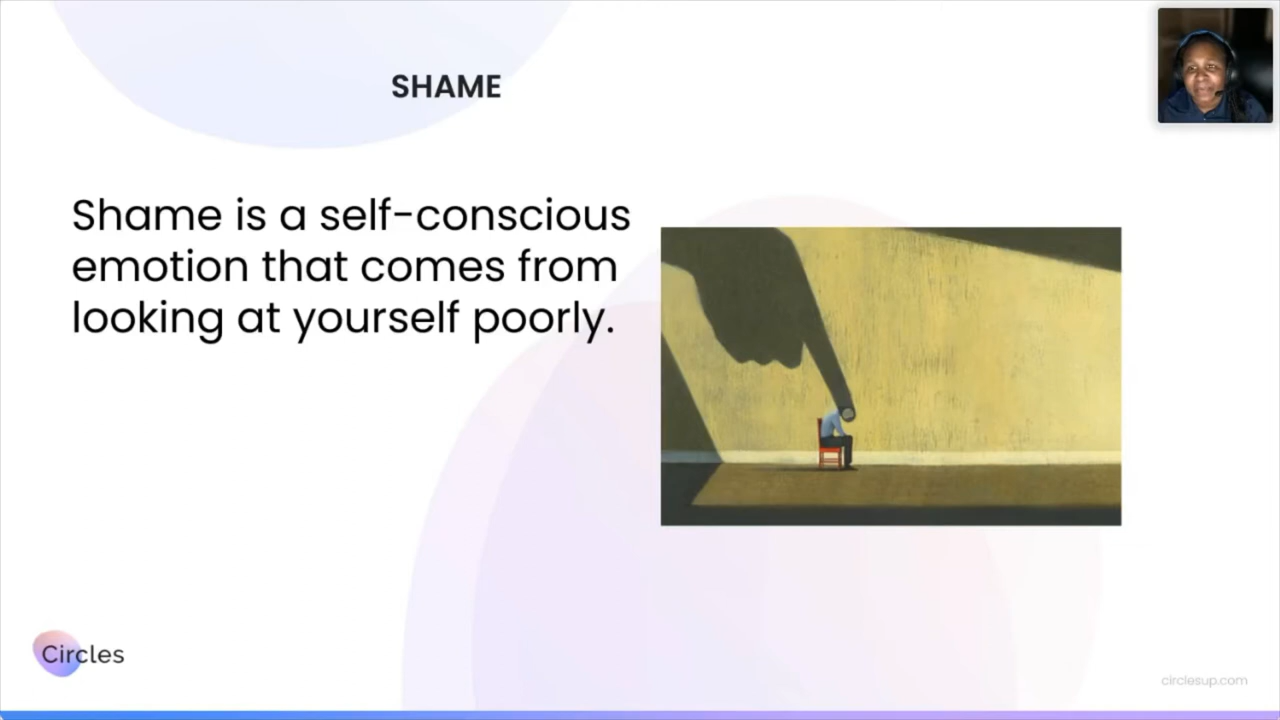 SHAME
Shame is a self-conscious
emotion that comes from
looking at yourself poorly.
Circles
circlesup.com